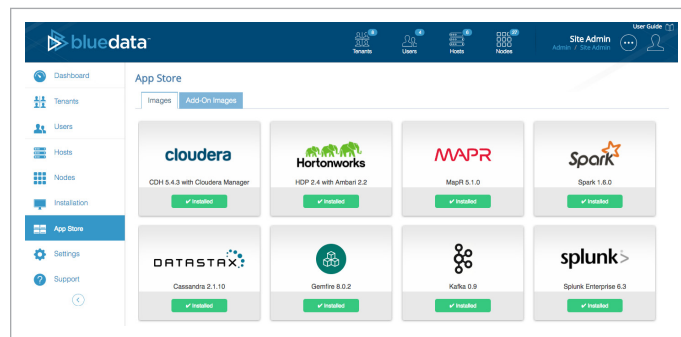 User Guide
bluedata
8
Tenants
4
Users
6
Hosts
27
Nodes
Site Admin
Admin / Site Admin
Dashboard
Tenants
Users
Hosts
Nodes
Installation
App Store
Settings
Support
App Store
Images
Add-On Images
cloudera
CDH 5.4.3 with Cloudera Manager
✔ Installed
Hortonworks
HDP 2.4 with Ambari 2.2
✔ Installed
MAPR
MapR 5.1.0
✔ Installed
Spark
Spark 1.6.0
✔ Installed
DATASTAX
Cassandra 2.1.10
✔ Installed
Gemfire 8.0.2
✔ Installed
Kafka 0.9
✔ Installed
splunk>
Splunk Enterprise 6.3
✔ Installed